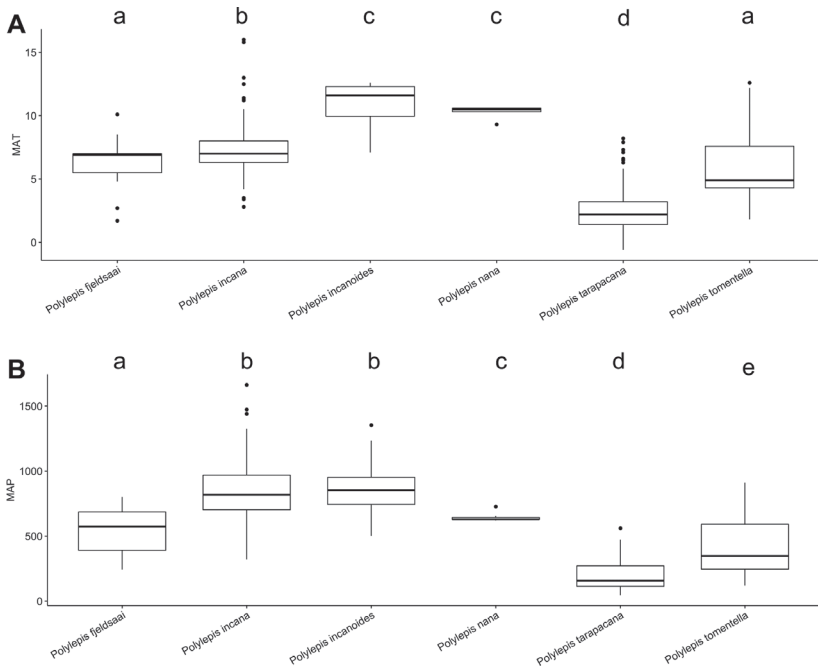 A
a b c c d a
15
10
5
0
MAT
Polylepis fjeldsaai
Polylepis incana
Polylepis incanoides
Polylepis nana
Polylepis tarapacana
Polylepis tomentella
B
a b b c d e
1500
1000
500
0
MAP
Polylepis fjeldsaai
Polylepis incana
Polylepis incanoides
Polylepis nana
Polylepis tarapacana
Polylepis tomentella